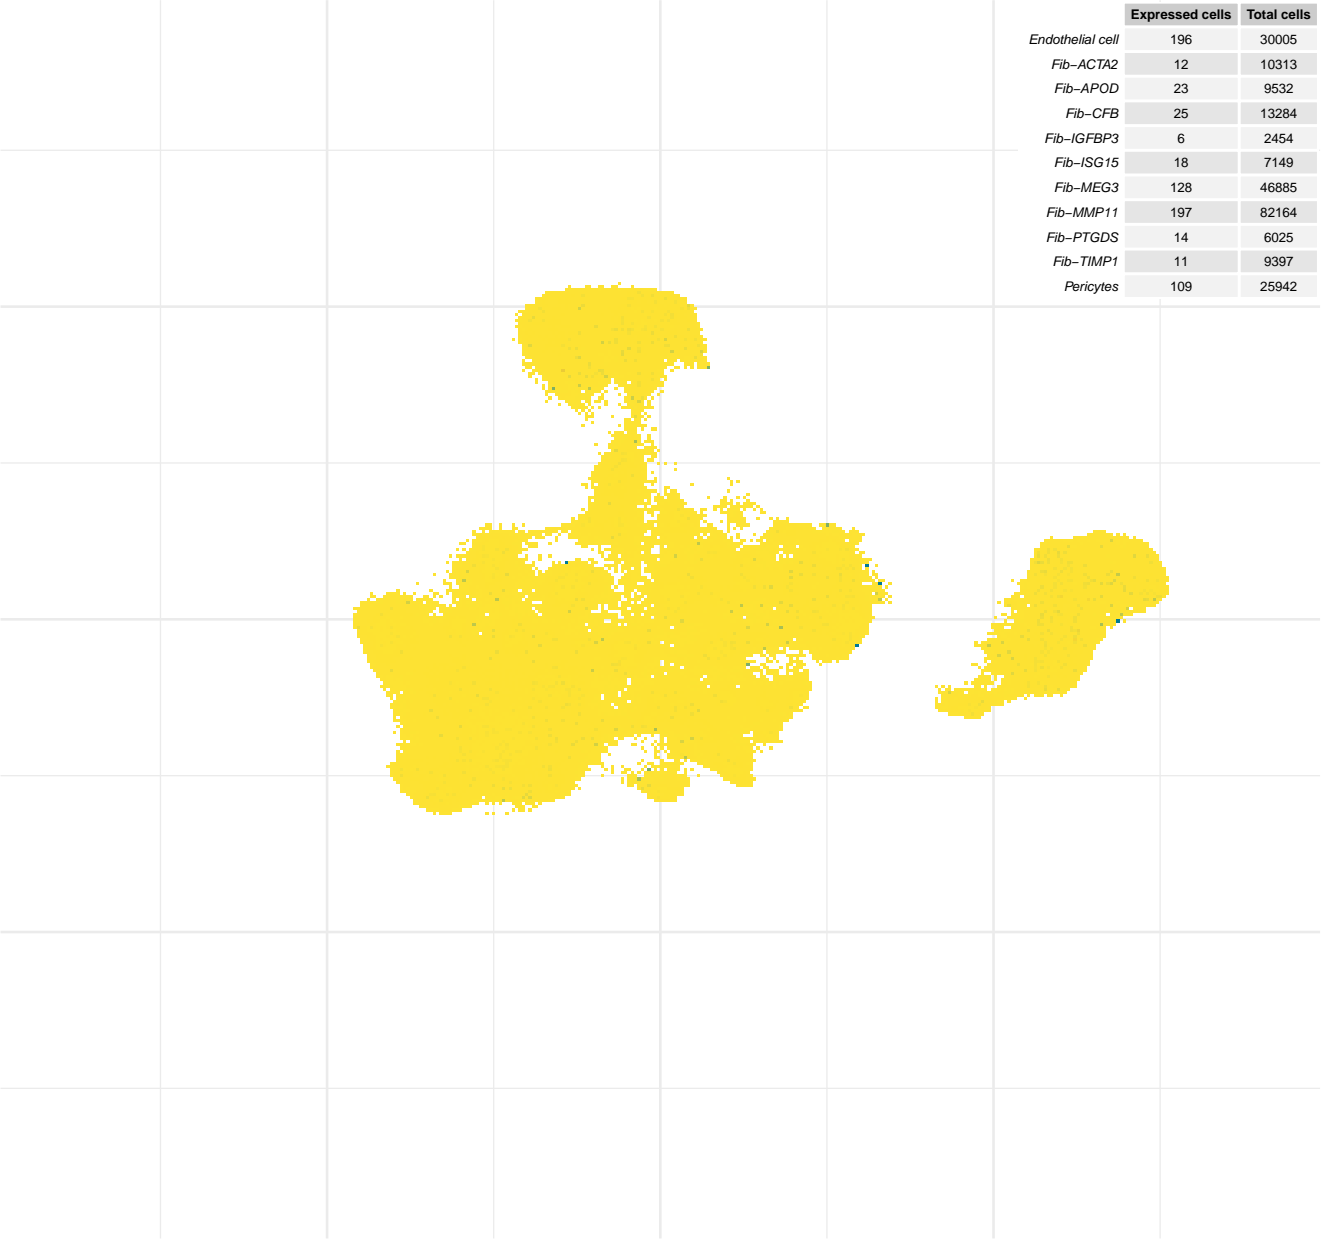 Expressed cells Total cells
Endothelial cell 196 30005
Fib−ACTA2 12 10313
Fib−APOD 23 9532
Fib−CFB 25 13284
Fib−IGFBP3 6 2454
Fib−ISG15 18 7149
Fib−MEG3 128 46885
Fib−MMP11 197 82164
Fib−PTGDS 14 6025
Fib−TIMP1 11 9397
Pericytes 109 25942